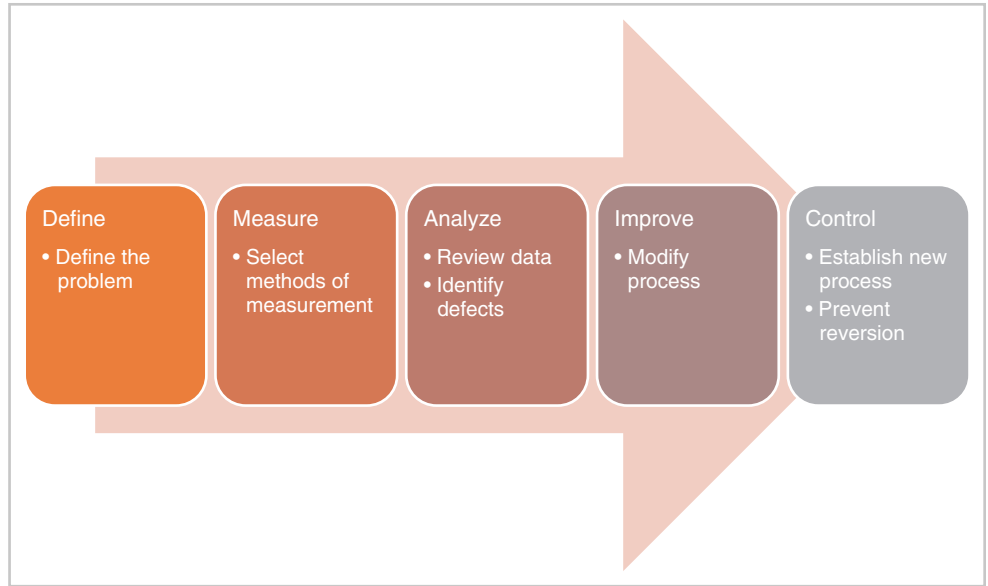 Define
• Define the
problem
Measure
• Select
methods of
measurement
Analyze
• Review data
• Identify
defects
Improve
• Modify
process
Control
• Establish new
process
• Prevent
reversion